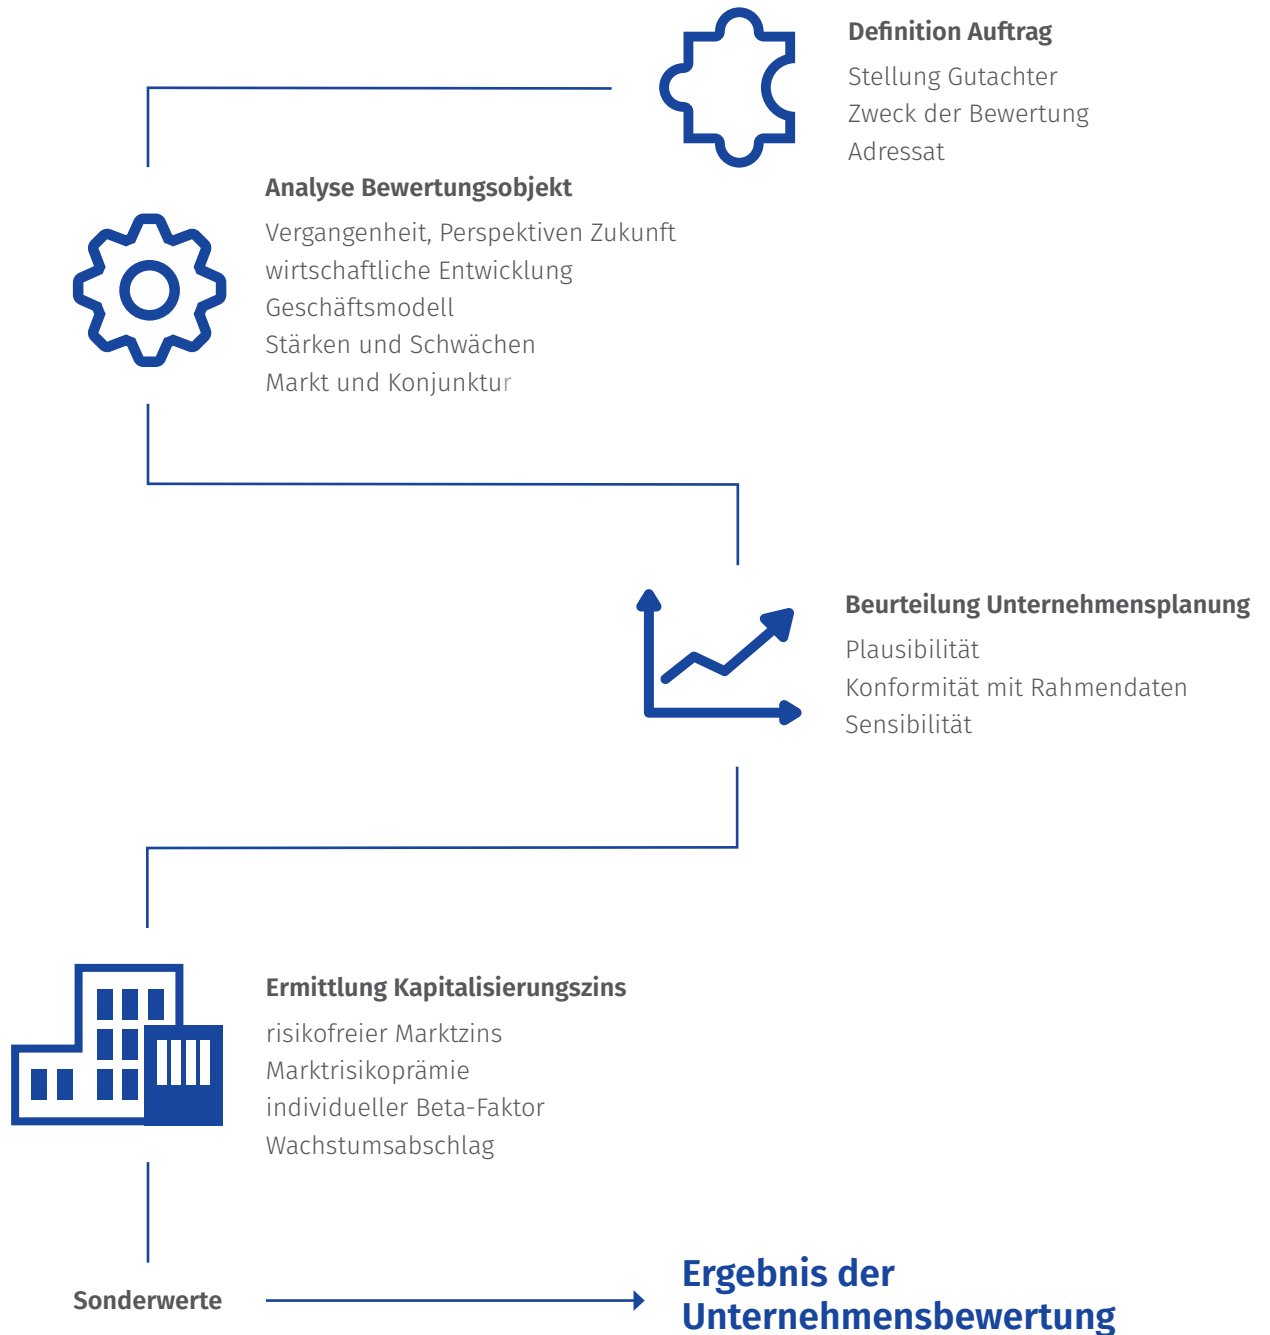 Definition Auftrag
Stellung Gutachter
Zweck der Bewertung
Adressat
Analyse Bewertungsobjekt
Vergangenheit, Perspektiven Zukunft
wirtschaftliche Entwicklung
Geschäftsmodell
Stärken und Schwächen
Markt und Konjunktur
Beurteilung Unternehmensplanung
Plausibilität
Konformität mit Rahmendaten
Sensibilität
Ermittlung Kapitalisierungszins
risikofreier Marktzins
Marktrisikoprämie
individueller Beta-Faktor
Wachstumsabschlag
Sonderwerte
Ergebnis der
Unternehmensbewertung